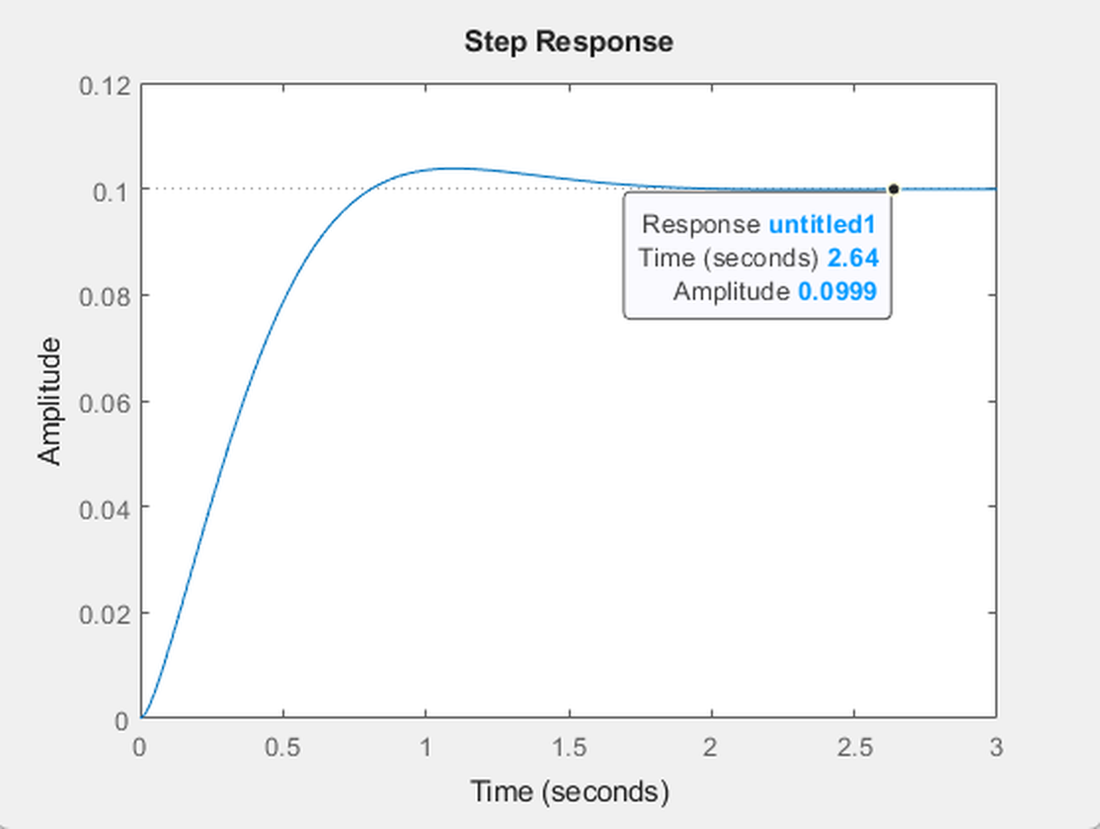 Step Response
0.12
0.1
0.08
0.06
0.04
0.02
0
Amplitude
Response untitled1
Time (seconds) 2.64
Amplitude 0.0999
0 0.5 1 1.5 2 2.5 3
Time (seconds)